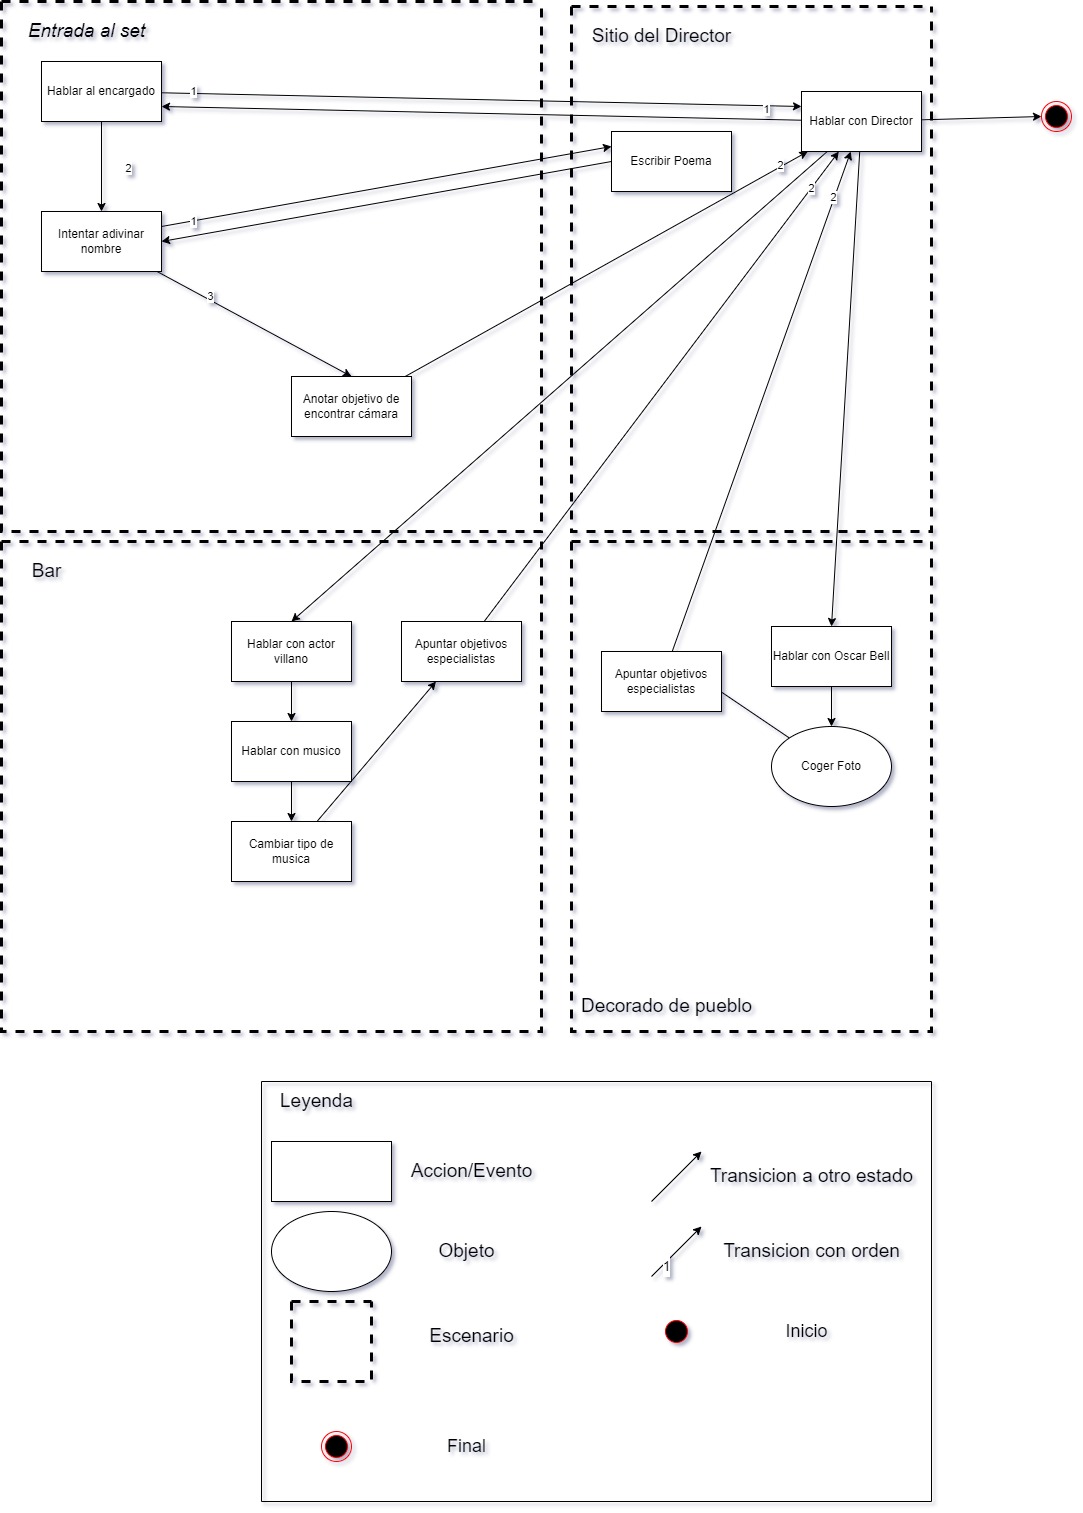 Entrada al set
Sitio del Director
Hablar al encargado
1
1
Hablar con Director
2
Escribir Poema
2
2
2
1
Intentar adivinar
nombre
3
Anotar objetivo de
encontrar cámara
Bar
Hablar con actor
villano
Apuntar objetivos
especialistas
Hablar con musico
Cambiar tipo de
musica
Hablar con Oscar Bell
Apuntar objetivos
especialistas
Coger Foto
Decorado de pueblo
Leyenda
Accion/Evento
Transicion a otro estado
Objeto
1
Transicion con orden
Escenario
Inicio
Final